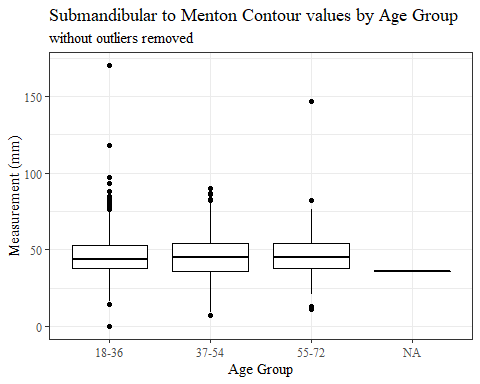 Submandibular to Menton Contour values by Age Group
without outliers removed
Measurement (mm)
150
100
50
0
18-36 37-54 55-72 NA
Age Group